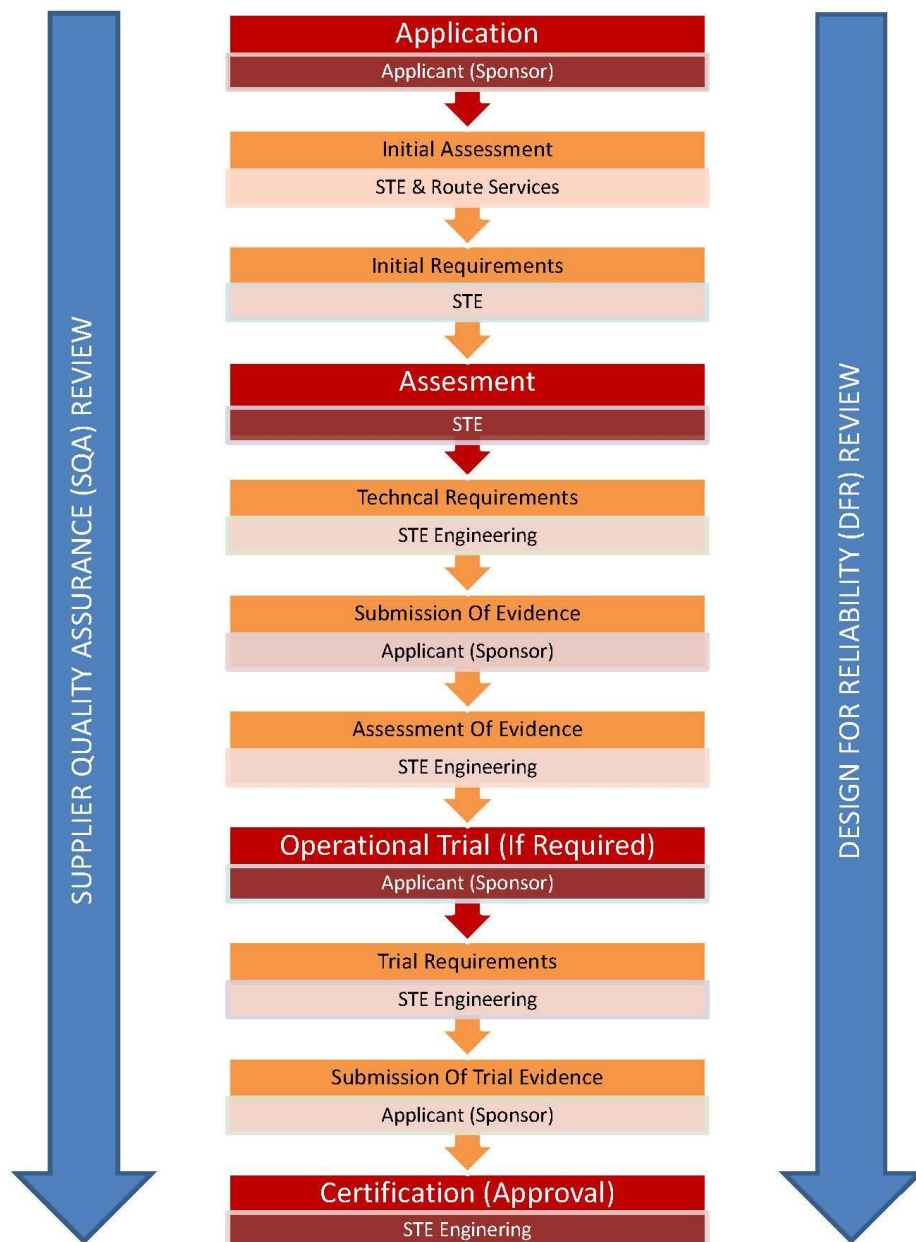 SUPPLIER QUALITY ASSURANCE (SQA) REVIEW
Application
Applicant (Sponsor)
Initial Assessment
STE & Route Services
Initial Requirements
STE
Assesment
STE
Techncal Requirements
STE Engineering
Submission Of Evidence
Applicant (Sponsor)
Assessment Of Evidence
STE Engineering
Operational Trial (If Required)
Applicant (Sponsor)
Trial Requirements
STE Engineering
Submission Of Trial Evidence
Applicant (Sponsor)
Certification (Approval)
STE Enginering
DESIGN FOR RELIABILITY (DFR) REVIEW